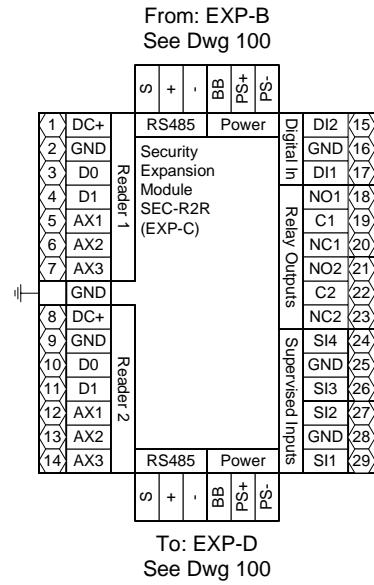 From: EXP-B
See Dwg 100
S + - BB PS+ PS-
RS485 Power
Security
Expansion
Module
SEC-R2R
(EXP-C)
Reader 1
1 DC+
2 GND
3 D0
4 D1
5 AX1
6 AX2
7 AX3
GND
Reader 2
8 DC+
9 GND
10 D0
11 D1
12 AX1
13 AX2
14 AX3
Digital In
DI2 15
GND 16
DI1 17
Relay Outputs
NO1 18
C1 19
NC1 20
NO2 21
C2 22
NC2 23
Supervised Inputs
SI4 24
GND 25
SI3 26
SI2 27
GND 28
SI1 29
RS485 Power
S + - BB PS+ PS-
To: EXP-D
See Dwg 100